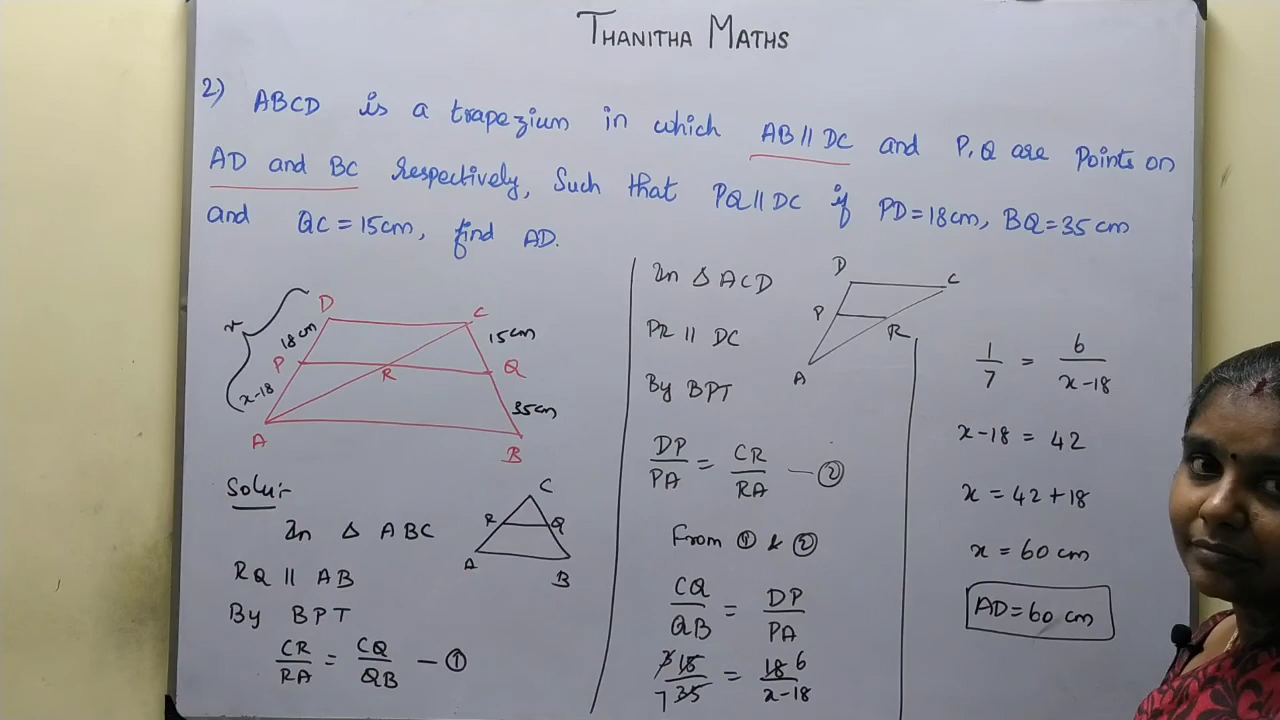 THANITHA MATHS
2) ABCD is a trapezium in which AB || DC and P,Q are points on
AD and BC respectively, Such that PQ || DC if PD=18cm, BQ=35cm
and QC=15cm, find AD.
D
C
x
18cm
15cm
P
R
Q
x-18
35cm
A
B
Solu:-
In Δ ABC
RQ || AB
By BPT
CR/RA = CQ/QB — ①
C
R
Q
A
B
In Δ ACD
PR || DC
By BPT
DP/PA = CR/RA — ②
From ① & ②
CQ/QB = DP/PA
3 15/7 35 = 18 6/x-18
D
C
P
R
A
1/7 = 6/x-18
x-18 = 42
x = 42+18
x = 60 cm
AD = 60 cm